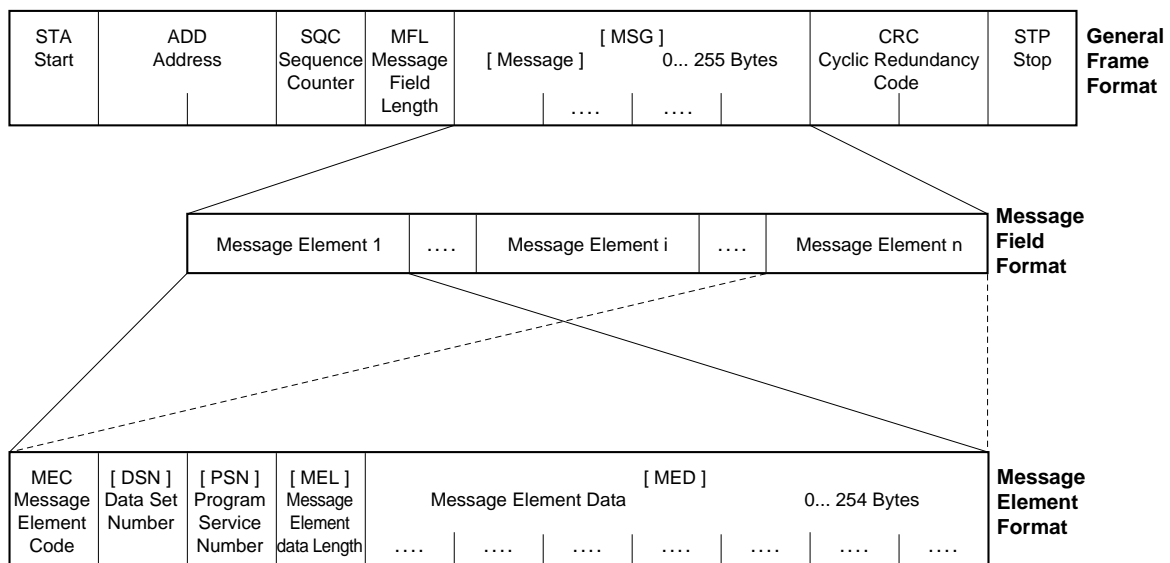 STA
Start
ADD
Address
SQC
Sequence
Counter
MFL
Message
Field
Length
[ MSG ]
[ Message ] 0... 255 Bytes
.... ....
CRC
Cyclic Redundancy
Code
STP
Stop
General
Frame
Format
Message Element 1
....
Message Element i
....
Message Element n
Message
Field
Format
MEC
Message
Element
Code
[ DSN ]
Data Set
Number
[ PSN ]
Program
Service
Number
[ MEL ]
Message
Element
data Length
[ MED ]
Message Element Data 0... 254 Bytes
.... .... .... .... .... .... ....
Message
Element
Format